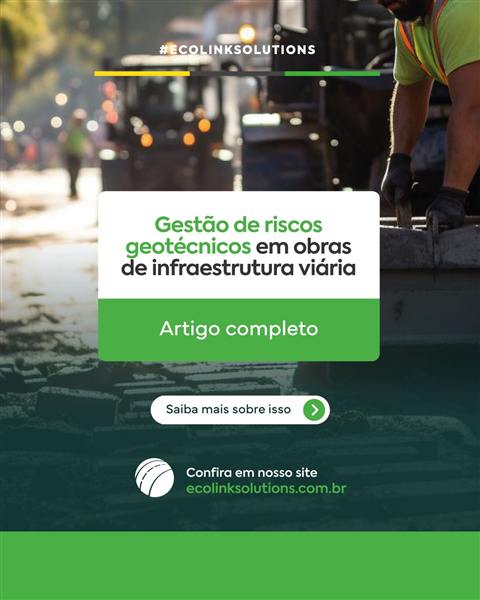 #ECOLINKSOLUTIONS
Gestão de riscos
geotécnicos em obras
de infraestrutura viária
Artigo completo
Saiba mais sobre isso
Confira em nosso site
ecolinksolutions.com.br